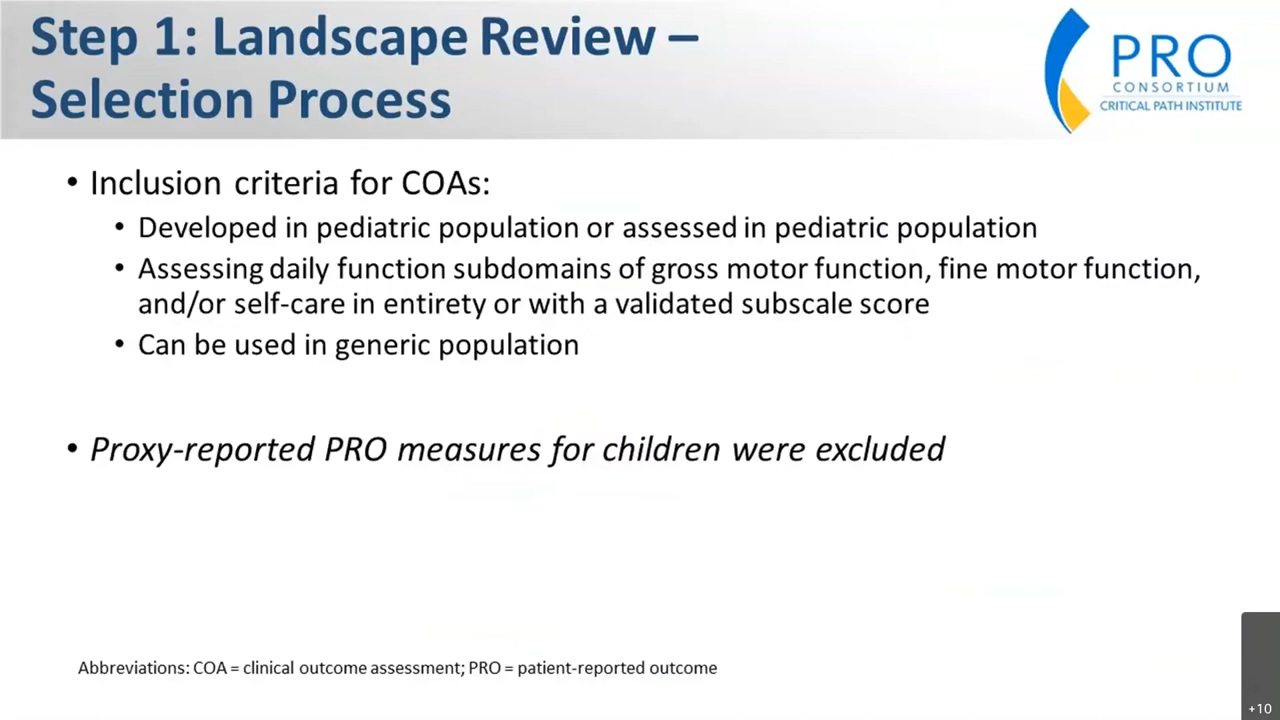 Step 1: Landscape Review –
Selection Process
PRO
CONSORTIUM
CRITICAL PATH INSTITUTE
• Inclusion criteria for COAs:
• Developed in pediatric population or assessed in pediatric population
• Assessing daily function subdomains of gross motor function, fine motor function,
and/or self-care in entirety or with a validated subscale score
• Can be used in generic population
• Proxy-reported PRO measures for children were excluded
Abbreviations: COA = clinical outcome assessment; PRO = patient-reported outcome
+10